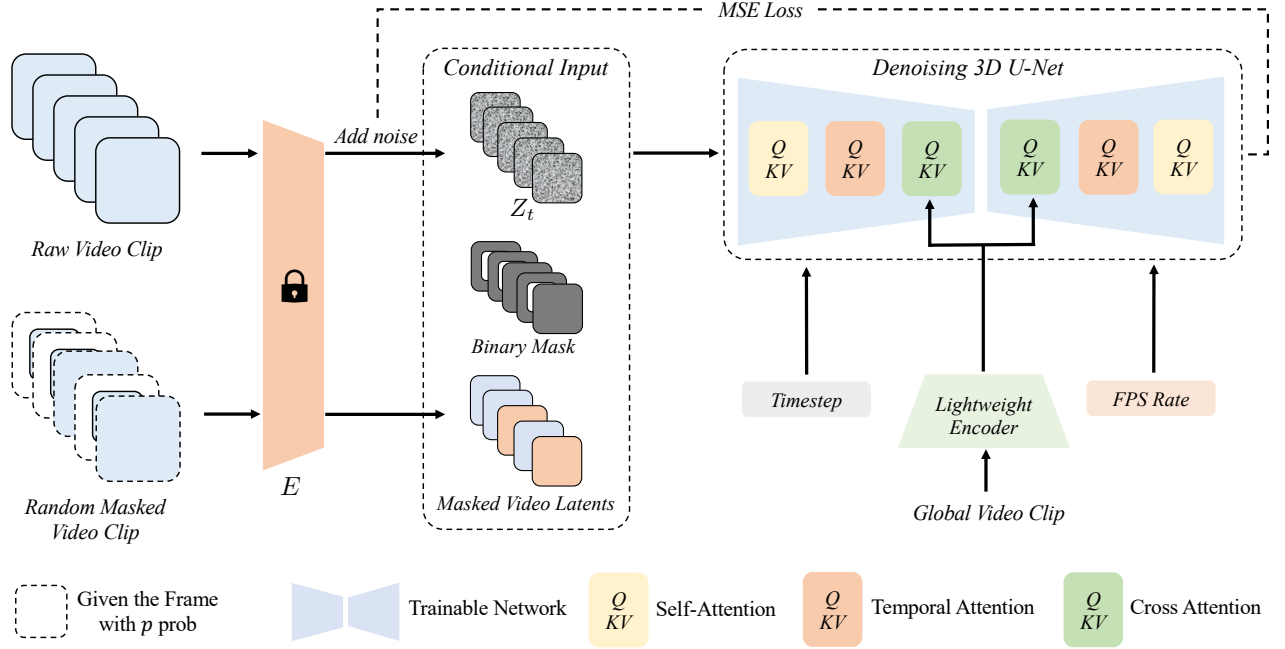 MSE Loss
Conditional Input
Denoising 3D U-Net
Add noise
Q
KV
Q
KV
Q
KV
Q
KV
Q
KV
Q
KV
Z_t
Raw Video Clip
Binary Mask
Timestep
Lightweight
Encoder
FPS Rate
E
Masked Video Latents
Random Masked
Video Clip
Global Video Clip
Given the Frame
with p prob
Trainable Network
Q
KV
Self-Attention
Q
KV
Temporal Attention
Q
KV
Cross Attention